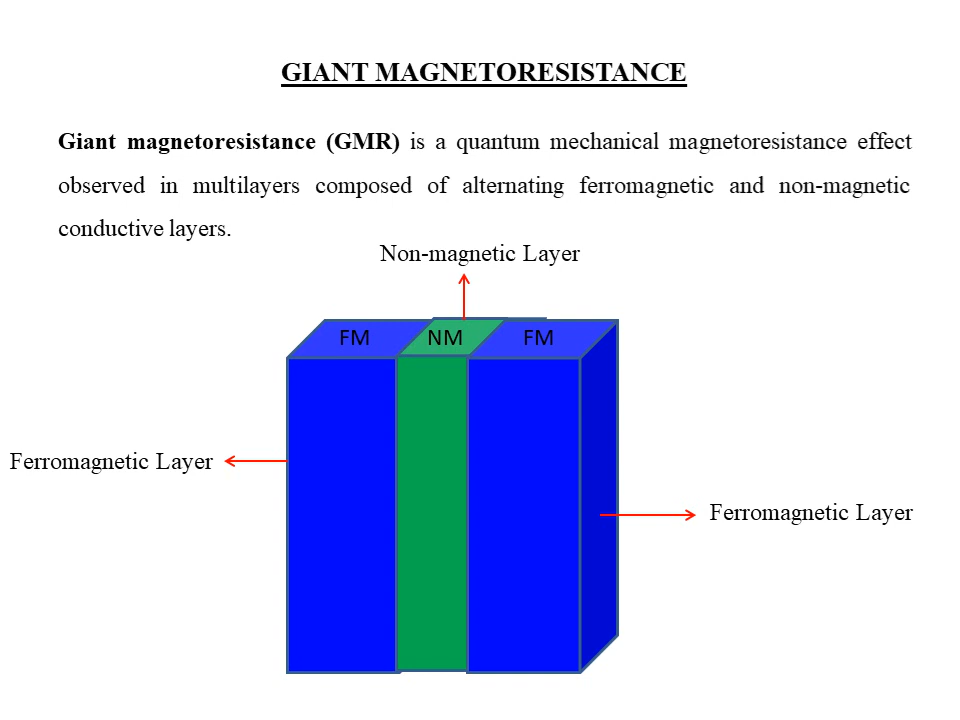 GIANT MAGNETORESISTANCE
Giant magnetoresistance (GMR) is a quantum mechanical magnetoresistance effect
observed in multilayers composed of alternating ferromagnetic and non-magnetic
conductive layers.
Non-magnetic Layer
FM NM FM
Ferromagnetic Layer
Ferromagnetic Layer